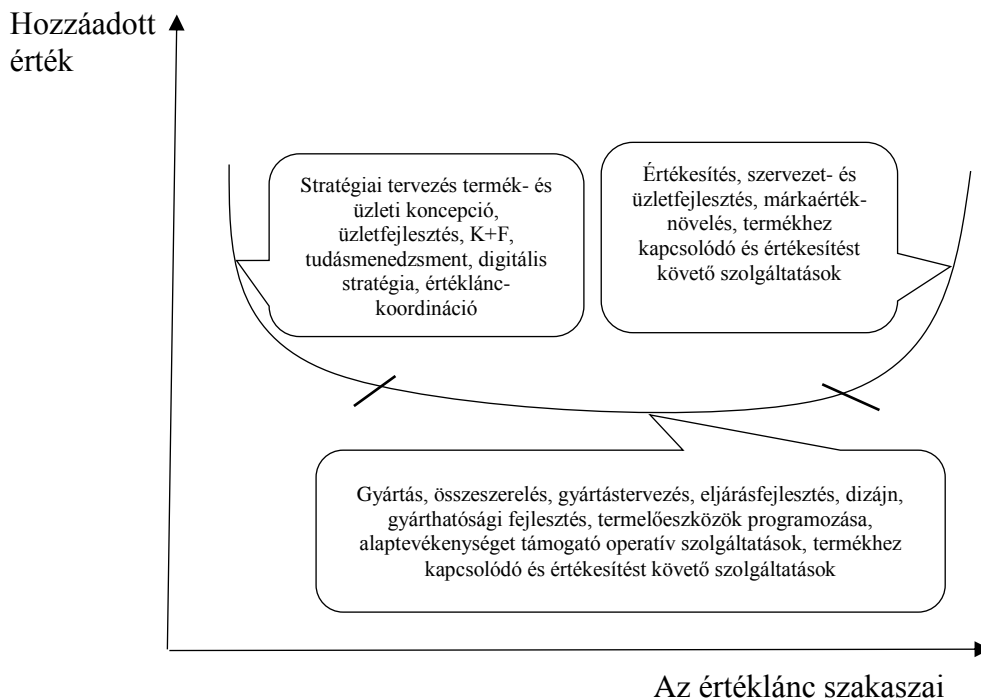 Hozzáadott
érték
Stratégiai tervezés termék- és
üzleti koncepció,
üzletfejlesztés, K+F,
tudásmenedzsment, digitális
stratégia, értéklánc-
koordináció
Értékesítés, szervezet- és
üzletfejlesztés, márkaérték-
növelés, termékhez
kapcsolódó és értékesítést
követő szolgáltatások
Gyártás, összeszerelés, gyártástervezés, eljárásfejlesztés, dizájn,
gyárthatósági fejlesztés, termelőeszközök programozása,
alaptevékenységet támogató operatív szolgáltatások, termékhez
kapcsolódó és értékesítést követő szolgáltatások
Az értéklánc szakaszai